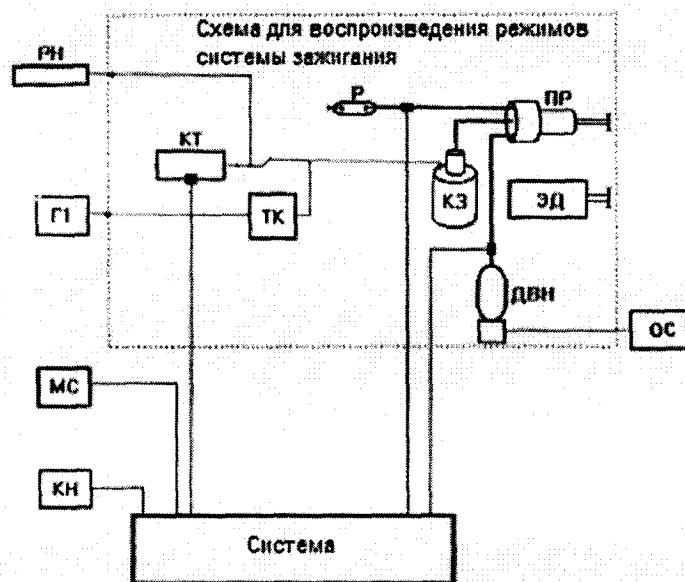 Схема для воспроизведения режимов
системы зажигания
РН
Р
ПР
КТ
КЗ
ЭД
Г1
ТК
ДВН
ОС
МС
КН
Система